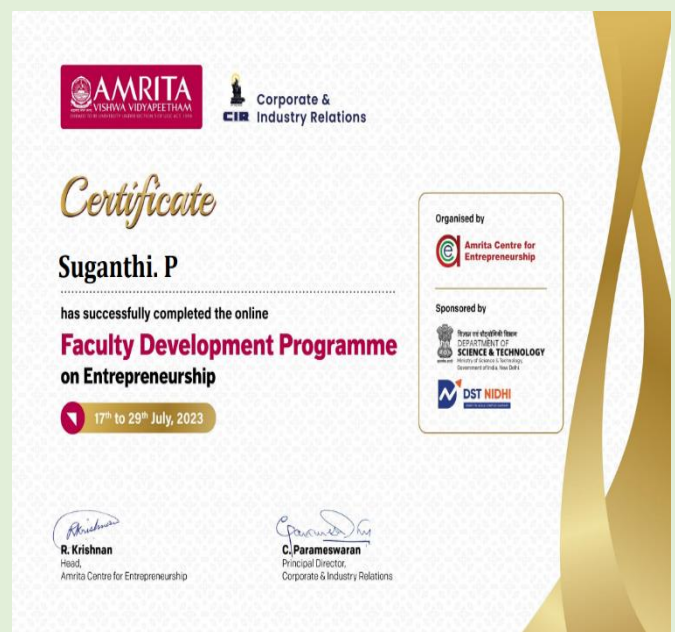 AMRITA
VISHWA VIDYAPEETHAM
CIR
Corporate &
Industry Relations
Certificate
Suganthi. P
has successfully completed the online
Faculty Development Programme
on Entrepreneurship
17th to 29th July, 2023
Organised by
Amrita Centre for
Entrepreneurship
Sponsored by
DEPARTMENT OF
SCIENCE & TECHNOLOGY
Ministry of Science & Technology,
Government of India, New Delhi
DST NIDHI
R. Krishnan
Head,
Amrita Centre for Entrepreneurship
C. Parameswaran
Principal Director,
Corporate & Industry Relations